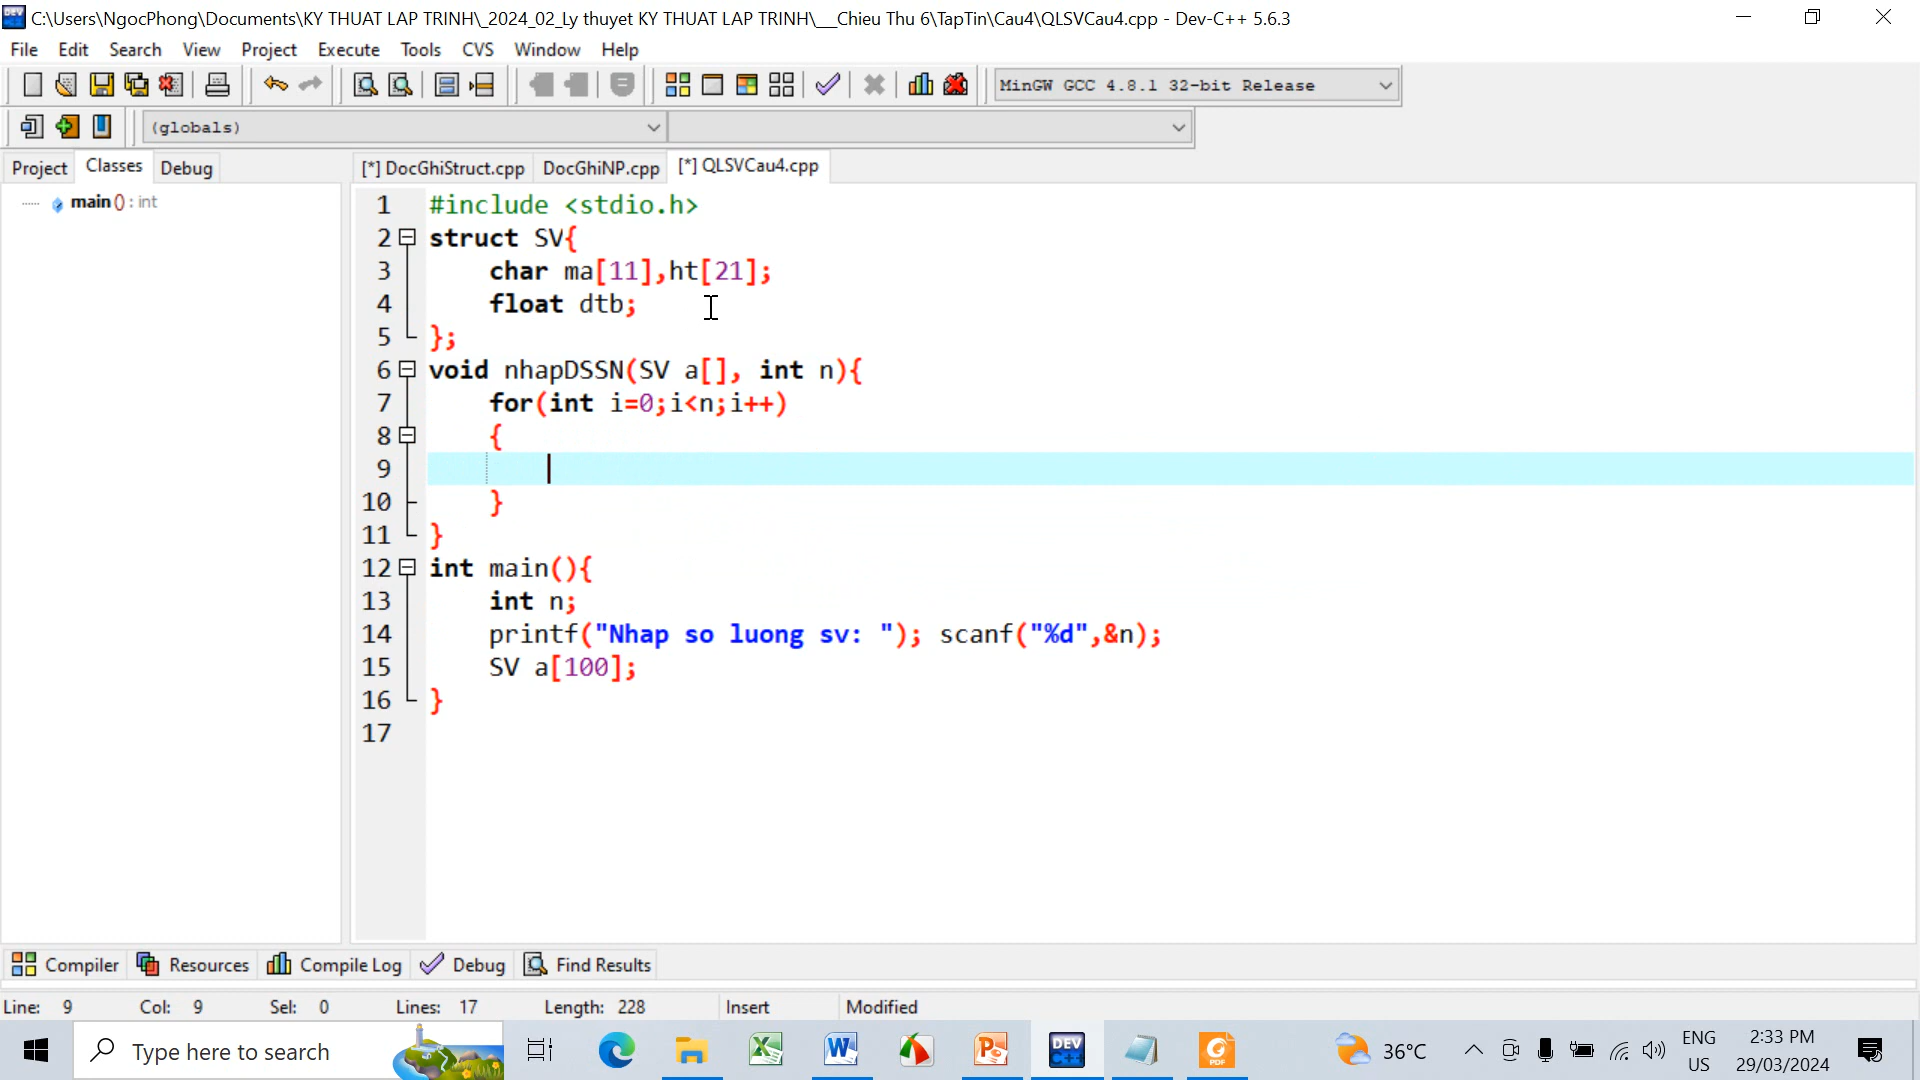 C:\Users\NgocPhong\Documents\KY THUAT LAP TRINH\_2024_02_Ly thuyet KY THUAT LAP TRINH\__Chieu Thu 6\TapTin\Cau4\QLSVCau4.cpp - Dev-C++ 5.6.3
File Edit Search View Project Execute Tools CVS Window Help
MinGW GCC 4.8.1 32-bit Release
(globals)
Project Classes Debug
[*] DocGhiStruct.cpp DocGhiNP.cpp [*] QLSVCau4.cpp
main () : int
1 #include <stdio.h>
2 struct SV{
3 char ma[11],ht[21];
4 float dtb;
5 };
6 void nhapDSSN(SV a[], int n){
7 for(int i=0;i<n;i++)
8 {
9
10 }
11 }
12 int main(){
13 int n;
14 printf("Nhap so luong sv: "); scanf("%d",&n);
15 SV a[100];
16 }
17
Compiler Resources Compile Log Debug Find Results
Line: 9 Col: 9 Sel: 0 Lines: 17 Length: 228 Insert Modified
Type here to search
DEV C++
PDF
36°C
ENG
US
2:33 PM
29/03/2024